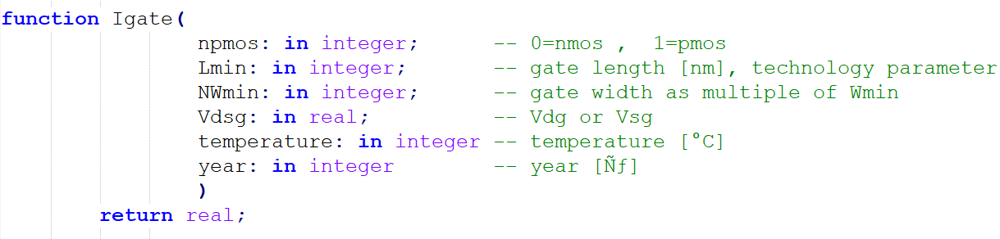 function Igate(
npmos: in integer; -- 0=nmos , 1=pmos
Lmin: in integer; -- gate length [nm], technology parameter
NWmin: in integer; -- gate width as multiple of Wmin
Vdsg: in real; -- Vdg or Vsg
temperature: in integer -- temperature [°C]
year: in integer -- year [Ñƒ]
)
return real;